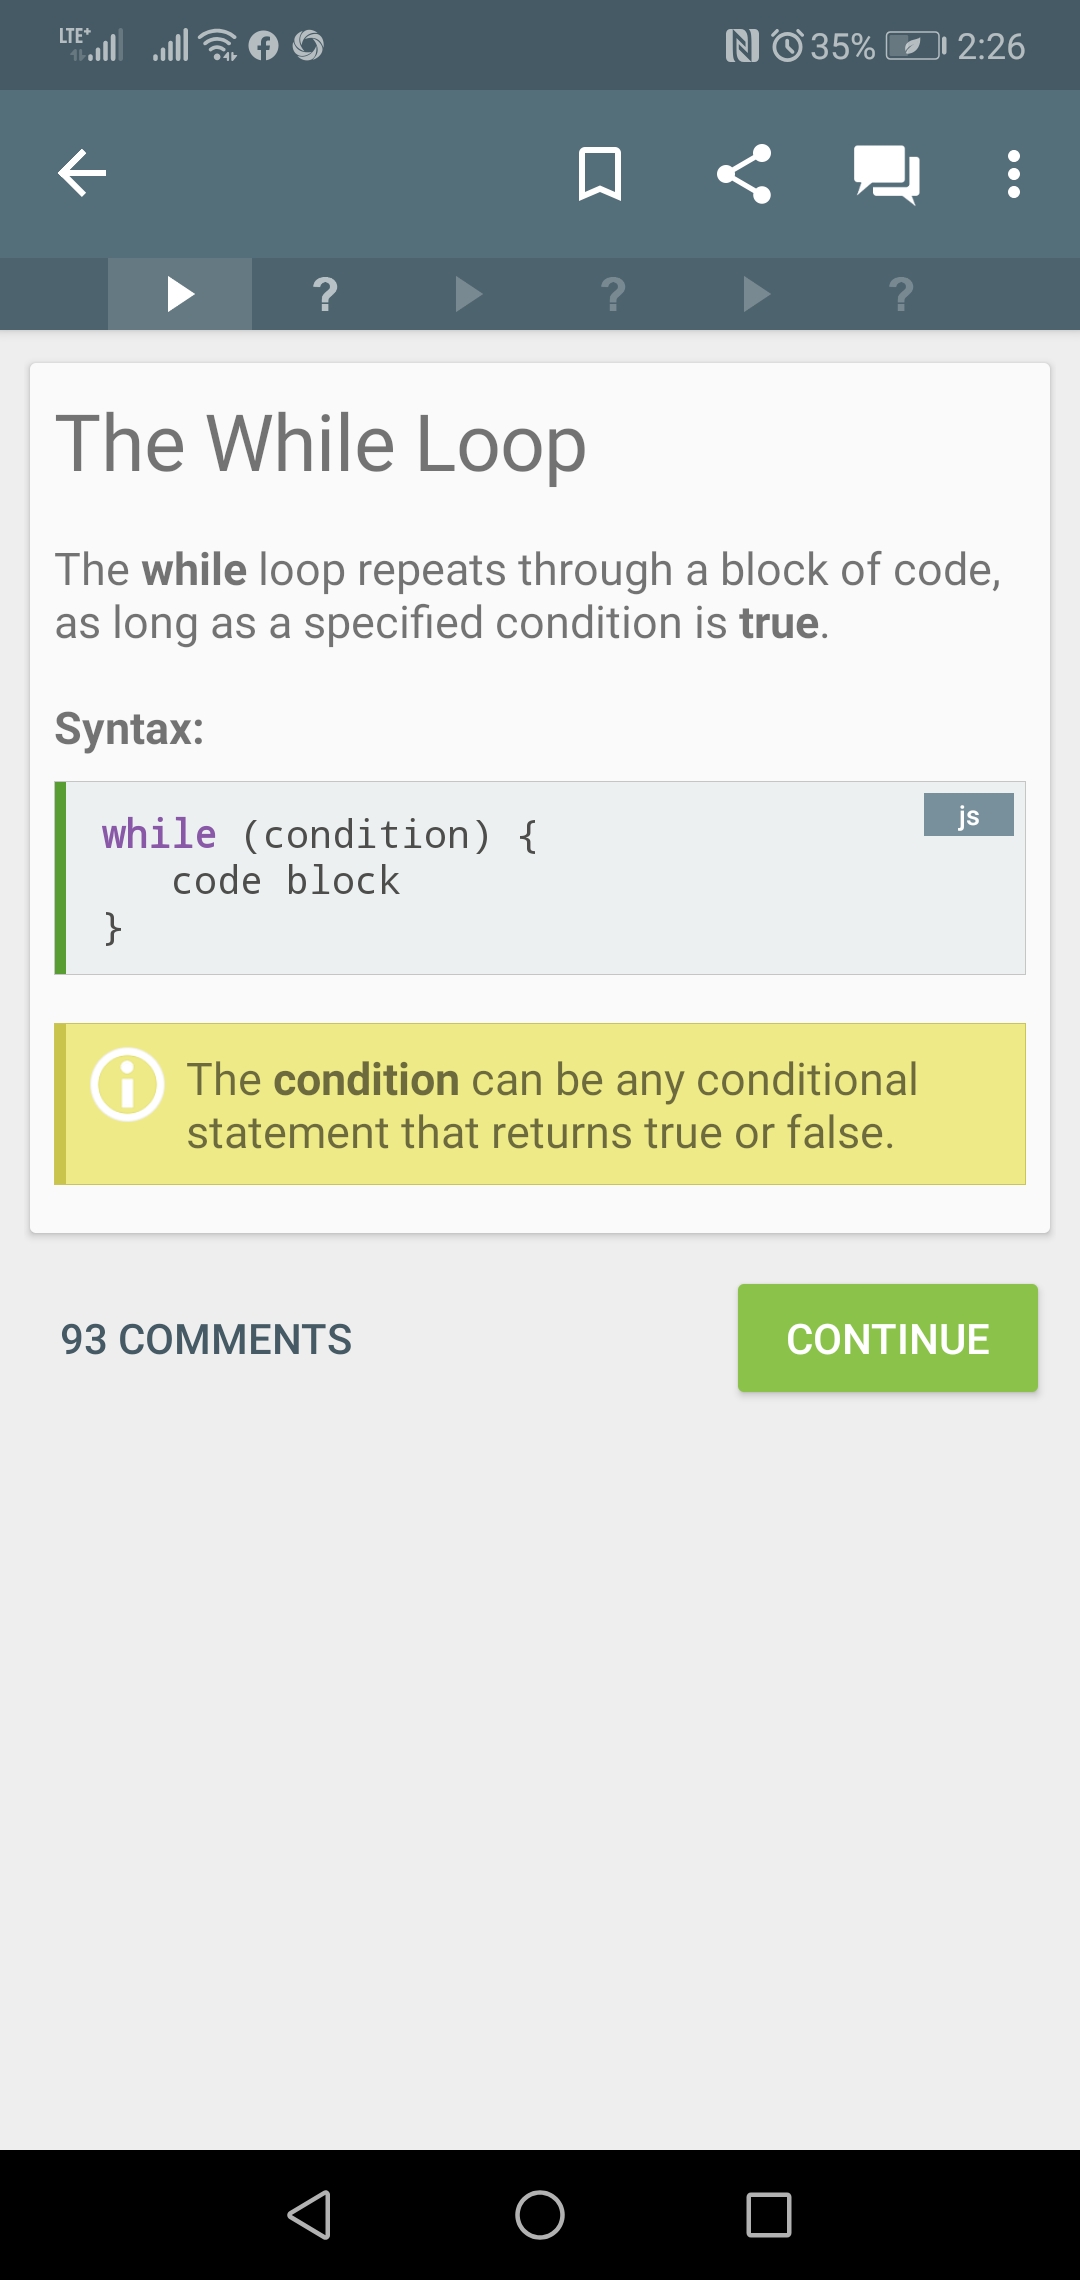 LTE+ 35% 2:26
? ? ?
The While Loop
The while loop repeats through a block of code,
as long as a specified condition is true.
Syntax:
js
while (condition) {
code block
}
The condition can be any conditional
statement that returns true or false.
93 COMMENTS CONTINUE